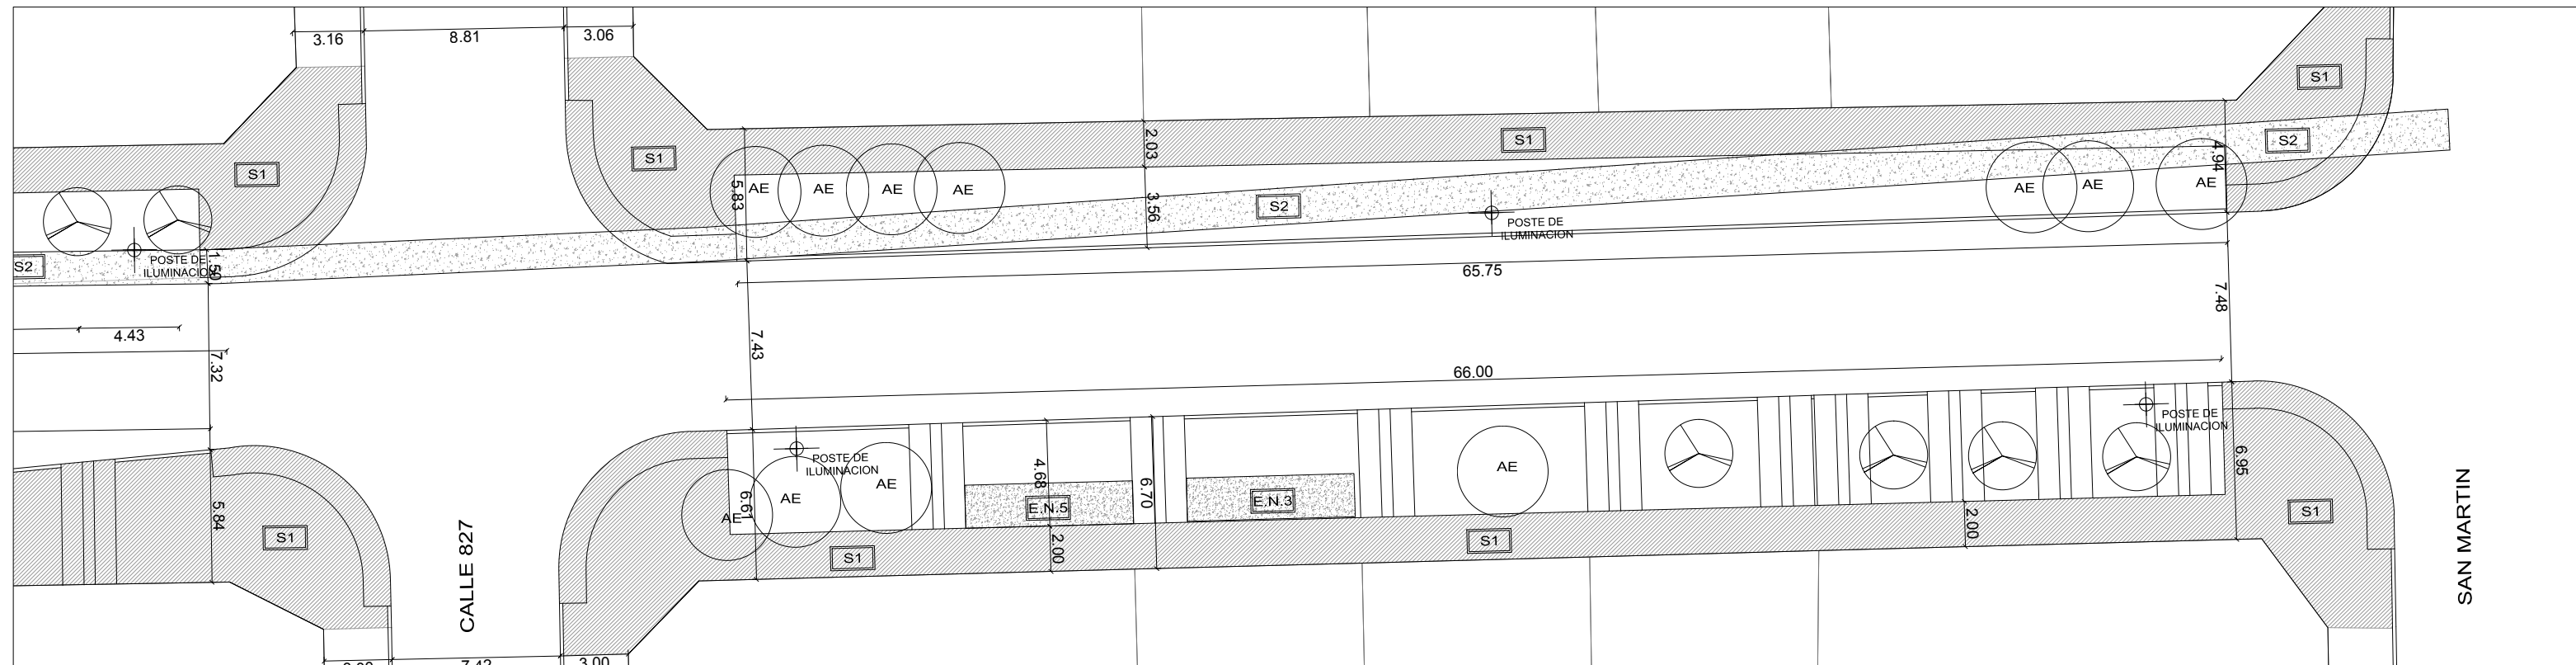 3.16
8.81
3.06
S1
S1
2.03
S1
S1
S2
4.94
S1
5.83
AE
AE
AE
AE
3.56
S2
AE
AE
AE
POSTE DE
ILUMINACION
S2
POSTE DE
ILUMINACION
1.50
65.75
7.48
4.43
7.32
7.43
66.00
POSTE DE
ILUMINACION
POSTE DE
ILUMINACION
AE
AE
AE
AE
6.61
4.68
6.70
E.N.5
E.N.3
6.95
5.84
S1
CALLE 827
S1
2.00
S1
2.00
S1
SAN MARTIN
7.42
3.00